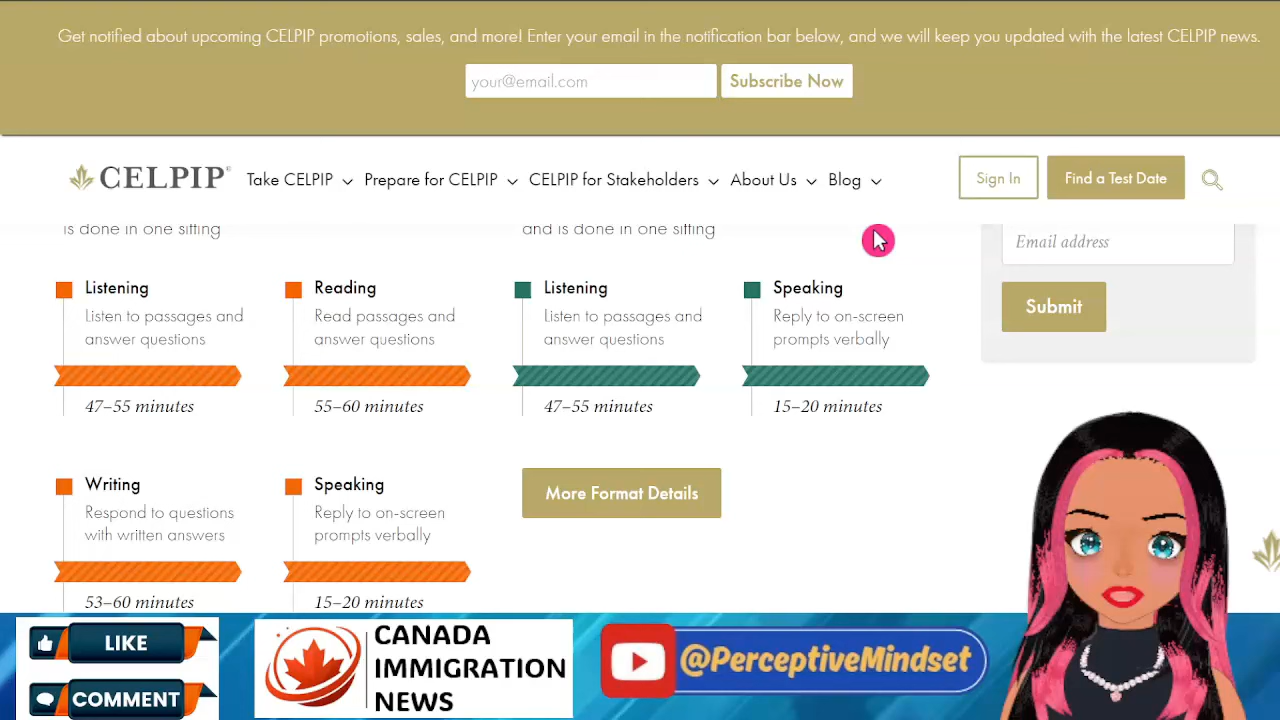 Get notified about upcoming CELPIP promotions, sales, and more! Enter your email in the notification bar below, and we will keep you updated with the latest CELPIP news.
your@email.com
Subscribe Now
CELPIP®
Take CELPIP
Prepare for CELPIP
CELPIP for Stakeholders
About Us
Blog
Sign In
Find a Test Date
is done in one sitting
and is done in one sitting
Email address
Submit
Listening
Listen to passages and
answer questions
47–55 minutes
Reading
Read passages and
answer questions
55–60 minutes
Listening
Listen to passages and
answer questions
47–55 minutes
Speaking
Reply to on-screen
prompts verbally
15–20 minutes
Writing
Respond to questions
with written answers
53–60 minutes
Speaking
Reply to on-screen
prompts verbally
15–20 minutes
More Format Details
LIKE
COMMENT
CANADA
IMMIGRATION
NEWS
@PerceptiveMindset